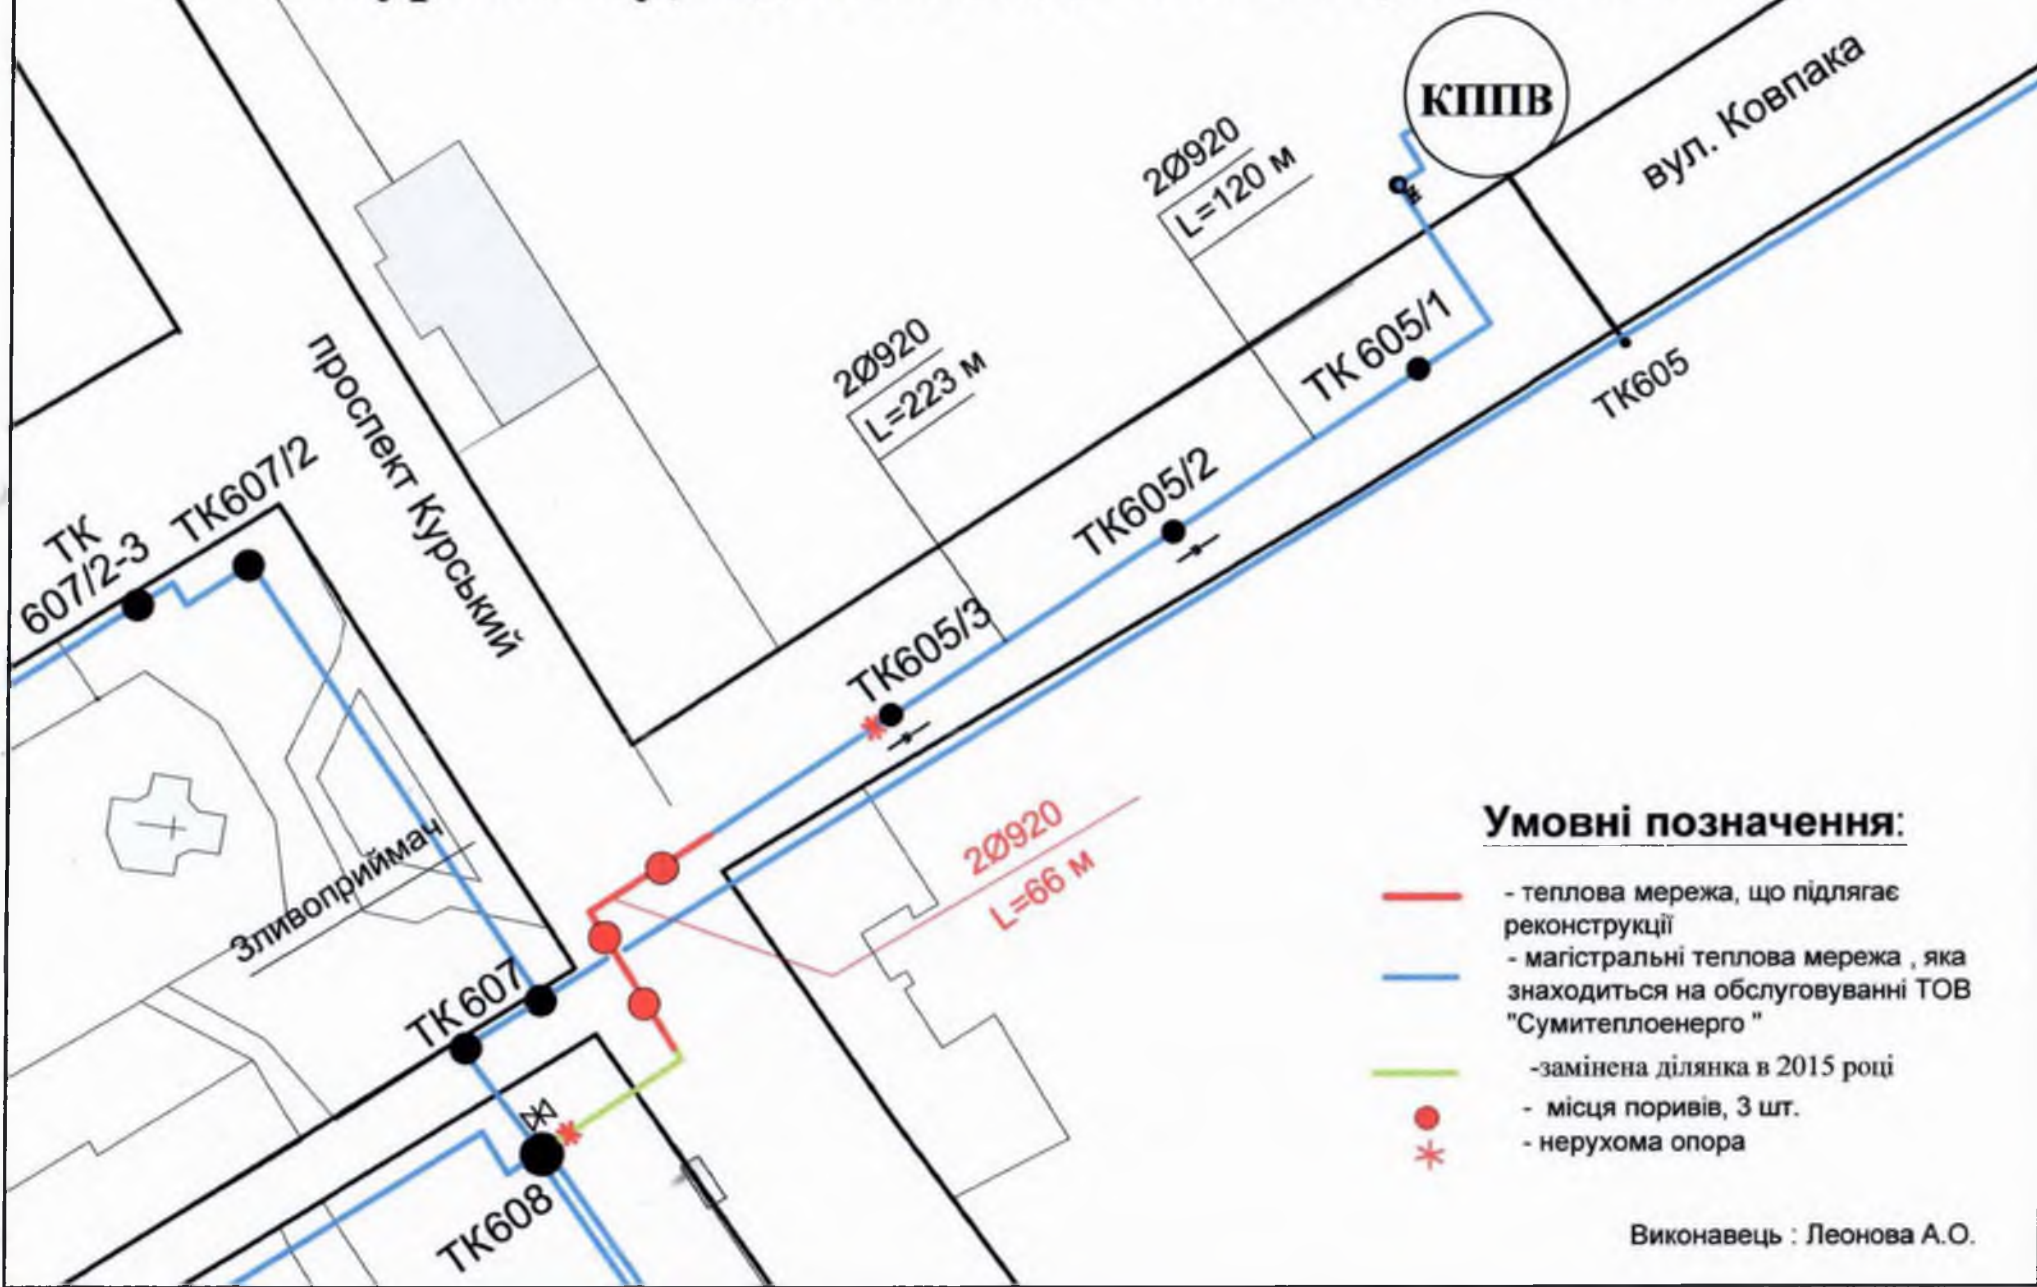 КППВ
вул. Ковпака
2Ø920
L=120 м
2Ø920
L=223 м
ТК 605/1
ТК605
проспект Курський
ТК605/2
ТК607/2
ТК
607/2-3
ТК605/3
2Ø920
L=66 м
Зливоприймач
ТК 607
ТК608
Умовні позначення:
- теплова мережа, що підлягає
реконструкції
- магістральні теплова мережа , яка
знаходиться на обслуговуванні ТОВ
"Сумитеплоенерго "
-замінена ділянка в 2015 році
- місця поривів, 3 шт.
- нерухома опора
Виконавець : Леонова А.О.